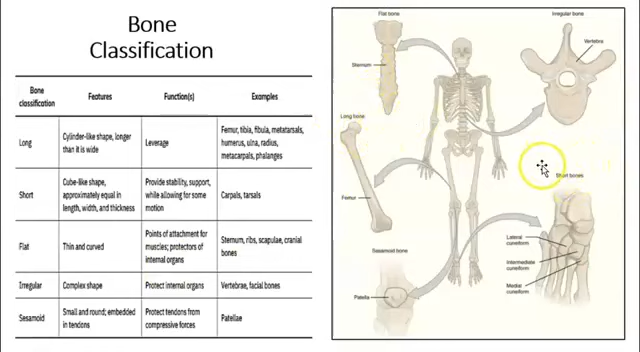 Bone
Classification
Bone
classification
Features
Function(s)
Examples
Long
Cylinder-like shape, longer
than it is wide
Leverage
Femur, tibia, fibula, metatarsals,
humerus, ulna, radius,
metacarpals, phalanges
Short
Cube-like shape,
approximately equal in
length, width, and thickness
Provide stability, support,
while allowing for some
motion
Carpals, tarsals
Flat
Thin and curved
Points of attachment for
muscles; protectors of
internal organs
Sternum, ribs, scapulae, cranial
bones
Irregular
Complex shape
Protect internal organs
Vertebrae, facial bones
Sesamoid
Small and round; embedded
in tendons
Protect tendons from
compressive forces
Patellae
Flat bone
Sternum
Irregular bone
Vertebra
Long bone
Femur
Short bones
Lateral
cuneiform
Intermediate
cuneiform
Medial
cuneiform
Sesamoid bone
Patella